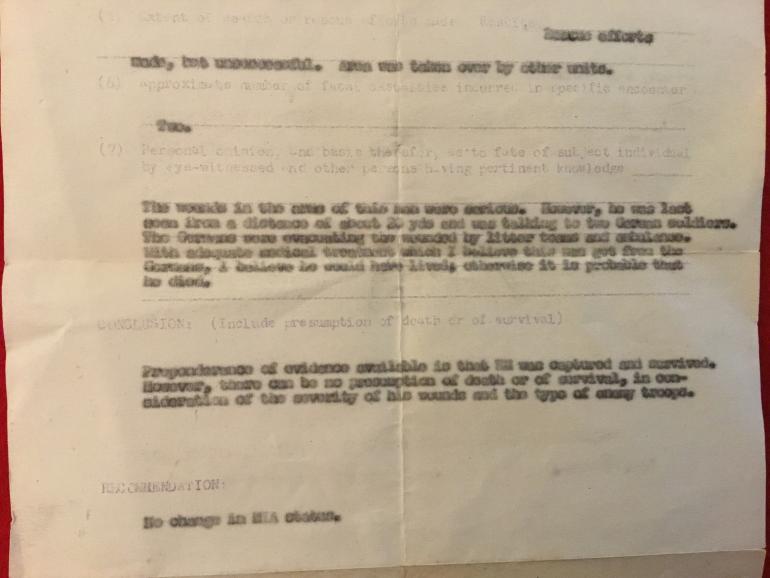 (5) Extent of search or rescue efforts made. Results, Rescue efforts
made, but unsuccessful. Area was taken over by other units.
(6) Approximate number of fatal casualties incurred in specific encounter
Two.
(7) Personal opinion, and basis therefor, as to fate of subject individual
by eye-witnessed and other persons having pertinent knowledge
The wounds in the arms of this man were serious. However, he was last
seen from a distance of about 20 yds and was talking to two German soldiers.
The Germans were evacuating the wounded by litter teams and ambulance.
With adequate medical treatment which I believe this man got from the
Germans, I believe he would have lived, otherwise it is probable that
he died.
CONCLUSION: (Include presumption of death or of survival)
Preponderance of evidence available is that EM was captured and survived.
However, there can be no presumption of death or of survival, in con-
sideration of the severity of his wounds and the type of enemy troops.
RECOMMENDATION:
No change in MIA status.